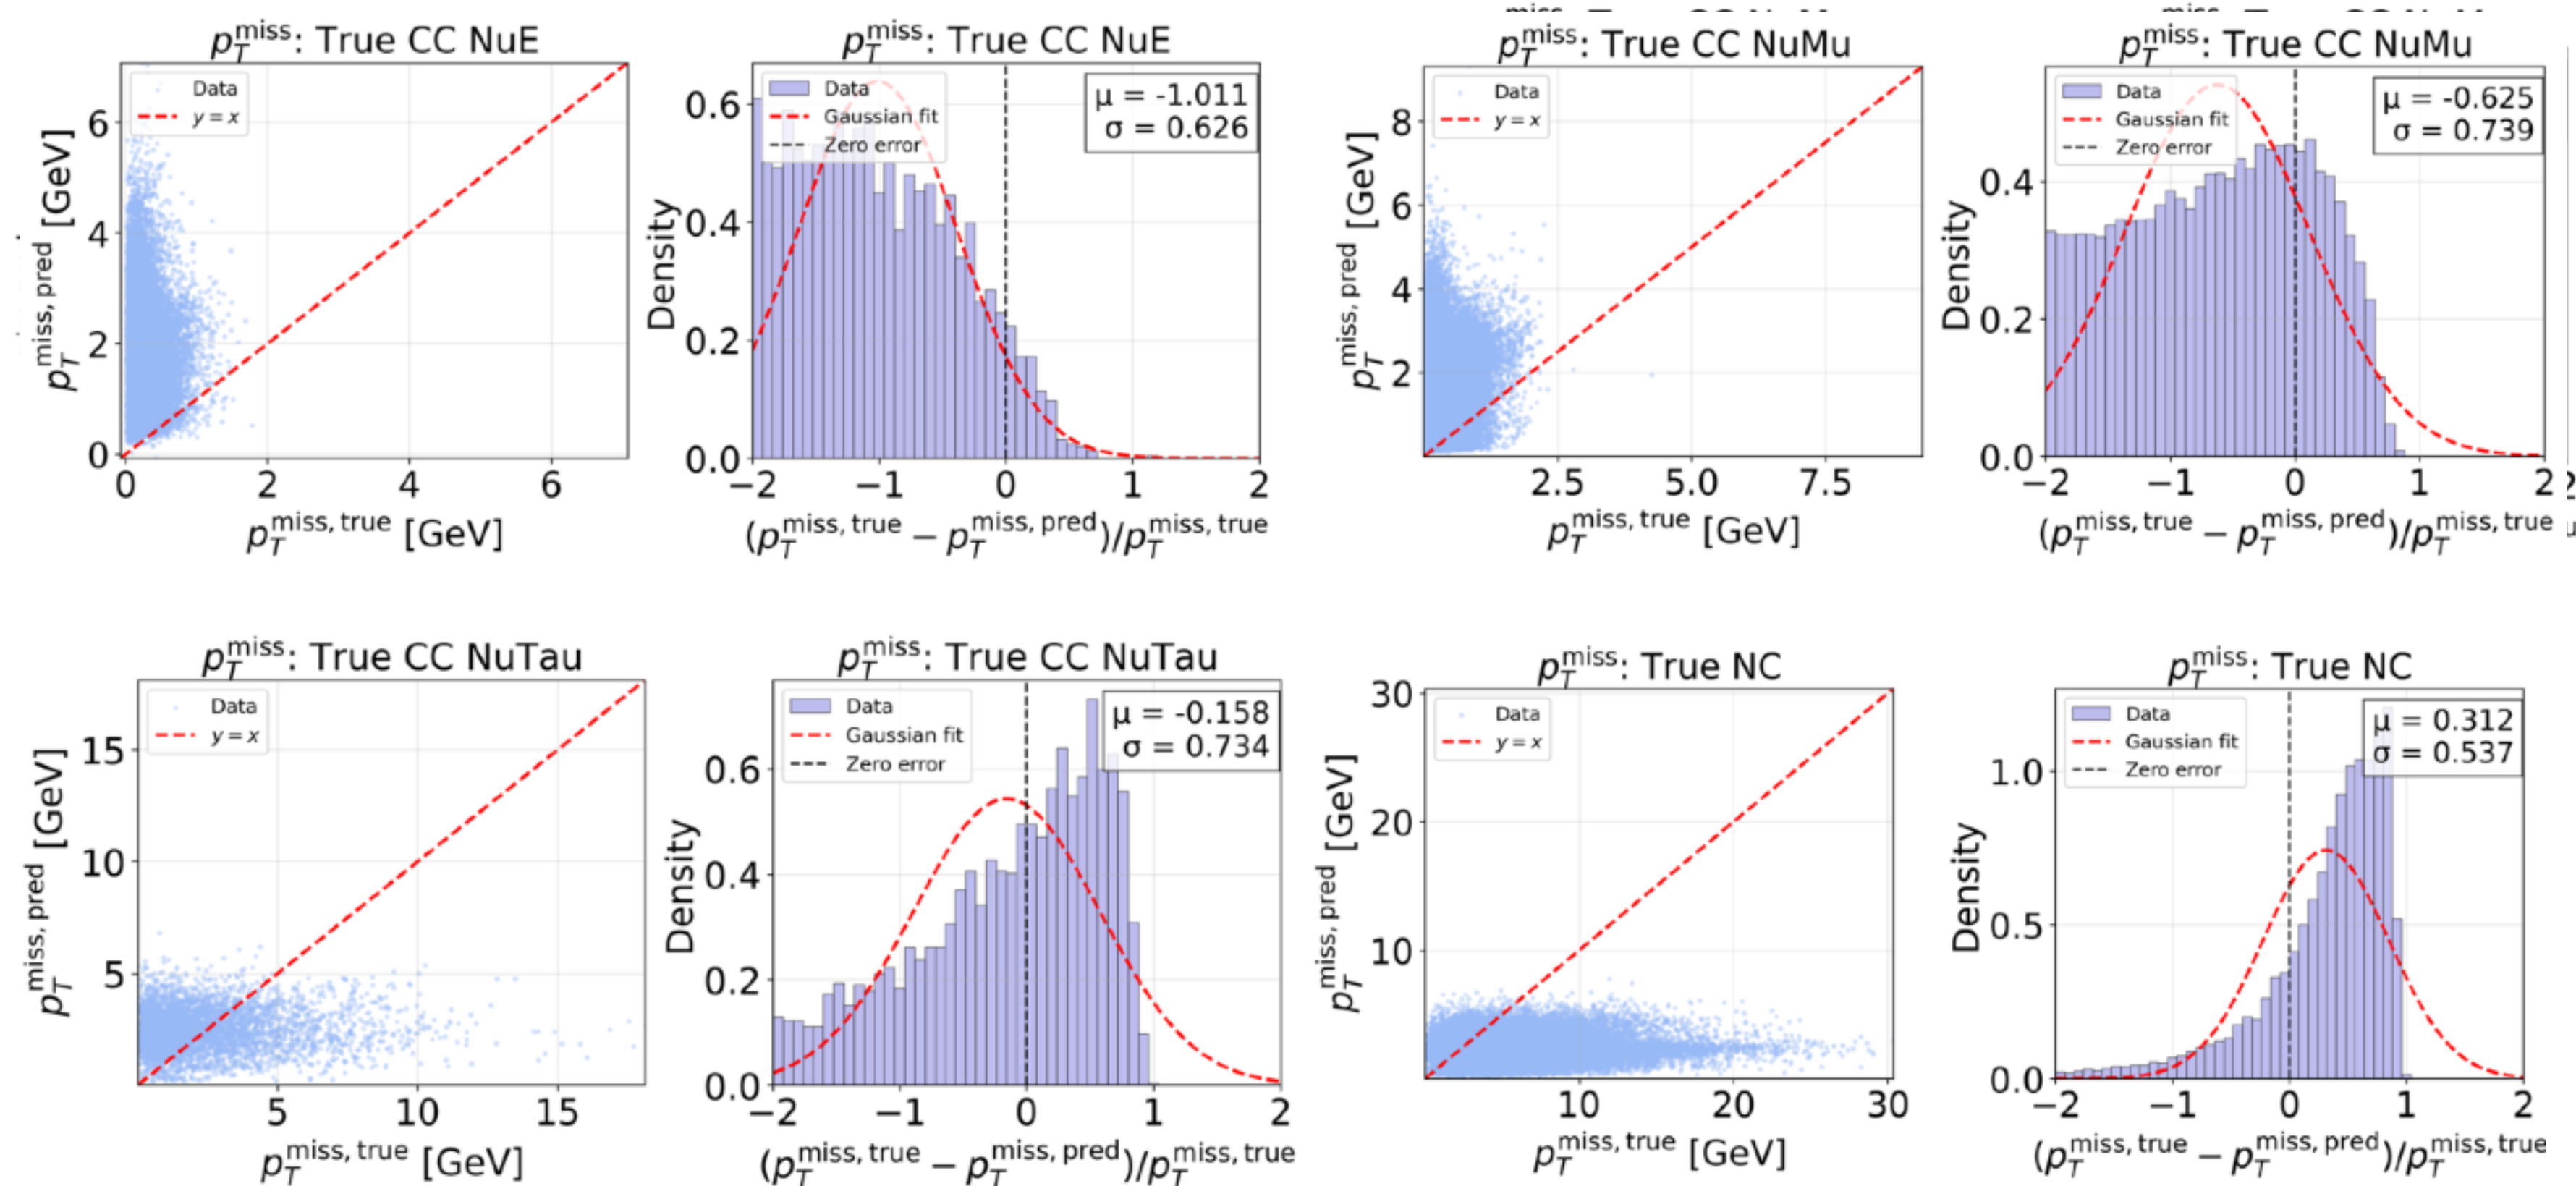 p_T^miss: True CC NuE
Data
y = x
6
4
2
0
0 2 4 6
p_T^miss, pred [GeV]
p_T^miss, true [GeV]
p_T^miss: True CC NuE
Data
Gaussian fit
Zero error
μ = -1.011
σ = 0.626
0.6
0.4
0.2
0.0
−2 −1 0 1 2
Density
(p_T^miss, true − p_T^miss, pred)/p_T^miss, true
p_T^miss: True CC NuMu
Data
y = x
8
6
4
2
2.5 5.0 7.5
p_T^miss, pred [GeV]
p_T^miss, true [GeV]
p_T^miss: True CC NuMu
Data
Gaussian fit
Zero error
μ = -0.625
σ = 0.739
0.4
0.2
0.0
−2 −1 0 1 2
Density
(p_T^miss, true − p_T^miss, pred)/p_T^miss, true
p_T^miss: True CC NuTau
Data
y = x
15
10
5
5 10 15
p_T^miss, pred [GeV]
p_T^miss, true [GeV]
p_T^miss: True CC NuTau
Data
Gaussian fit
Zero error
μ = -0.158
σ = 0.734
0.6
0.4
0.2
0.0
−2 −1 0 1 2
Density
(p_T^miss, true − p_T^miss, pred)/p_T^miss, true
p_T^miss: True NC
Data
y = x
30
20
10
10 20 30
p_T^miss, pred [GeV]
p_T^miss, true [GeV]
p_T^miss: True NC
Data
Gaussian fit
Zero error
μ = 0.312
σ = 0.537
1.0
0.5
0.0
−2 −1 0 1 2
Density
(p_T^miss, true − p_T^miss, pred)/p_T^miss, true